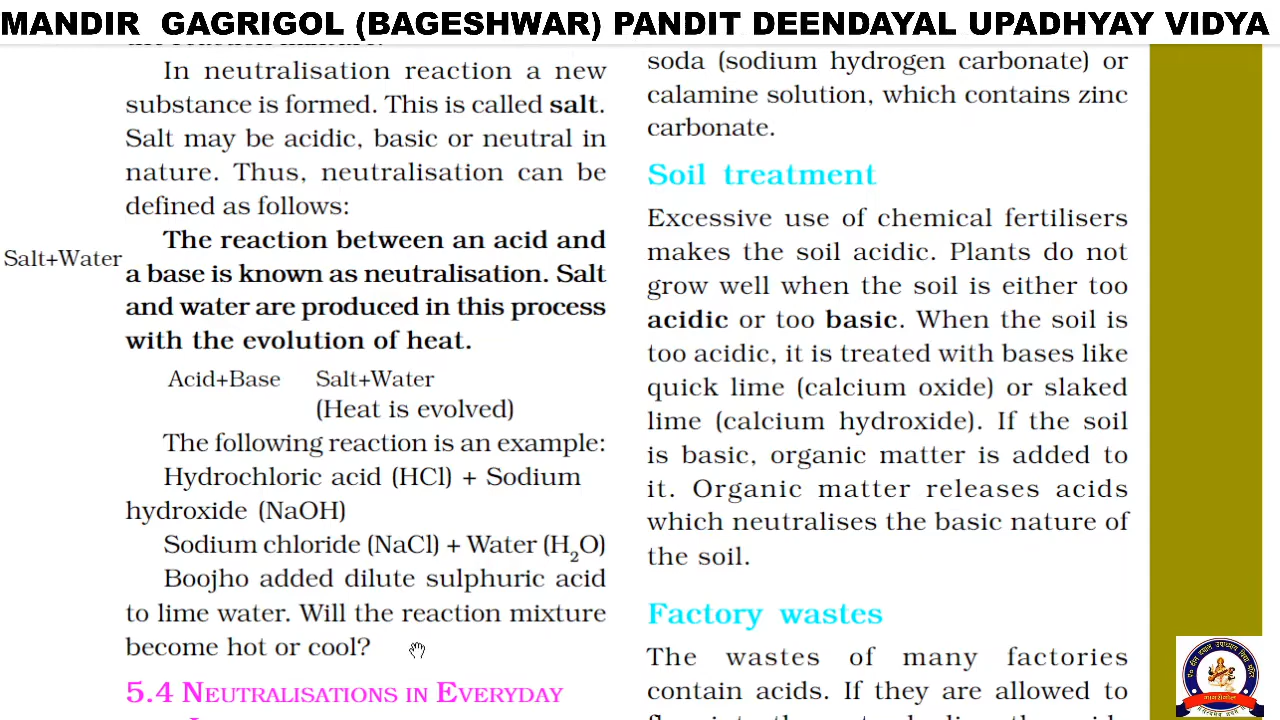 MANDIR GAGRIGOL (BAGESHWAR) PANDIT DEENDAYAL UPADHYAY VIDYA
the reaction mixture.
In neutralisation reaction a new
substance is formed. This is called salt.
Salt may be acidic, basic or neutral in
nature. Thus, neutralisation can be
defined as follows:
The reaction between an acid and
a base is known as neutralisation. Salt
and water are produced in this process
with the evolution of heat.
Salt+Water
Acid+Base Salt+Water
(Heat is evolved)
The following reaction is an example:
Hydrochloric acid (HCl) + Sodium
hydroxide (NaOH)
Sodium chloride (NaCl) + Water (H₂O)
Boojho added dilute sulphuric acid
to lime water. Will the reaction mixture
become hot or cool?
5.4 NEUTRALISATIONS IN EVERYDAY
soda (sodium hydrogen carbonate) or
calamine solution, which contains zinc
carbonate.
Soil treatment
Excessive use of chemical fertilisers
makes the soil acidic. Plants do not
grow well when the soil is either too
acidic or too basic. When the soil is
too acidic, it is treated with bases like
quick lime (calcium oxide) or slaked
lime (calcium hydroxide). If the soil
is basic, organic matter is added to
it. Organic matter releases acids
which neutralises the basic nature of
the soil.
Factory wastes
The wastes of many factories
contain acids. If they are allowed to